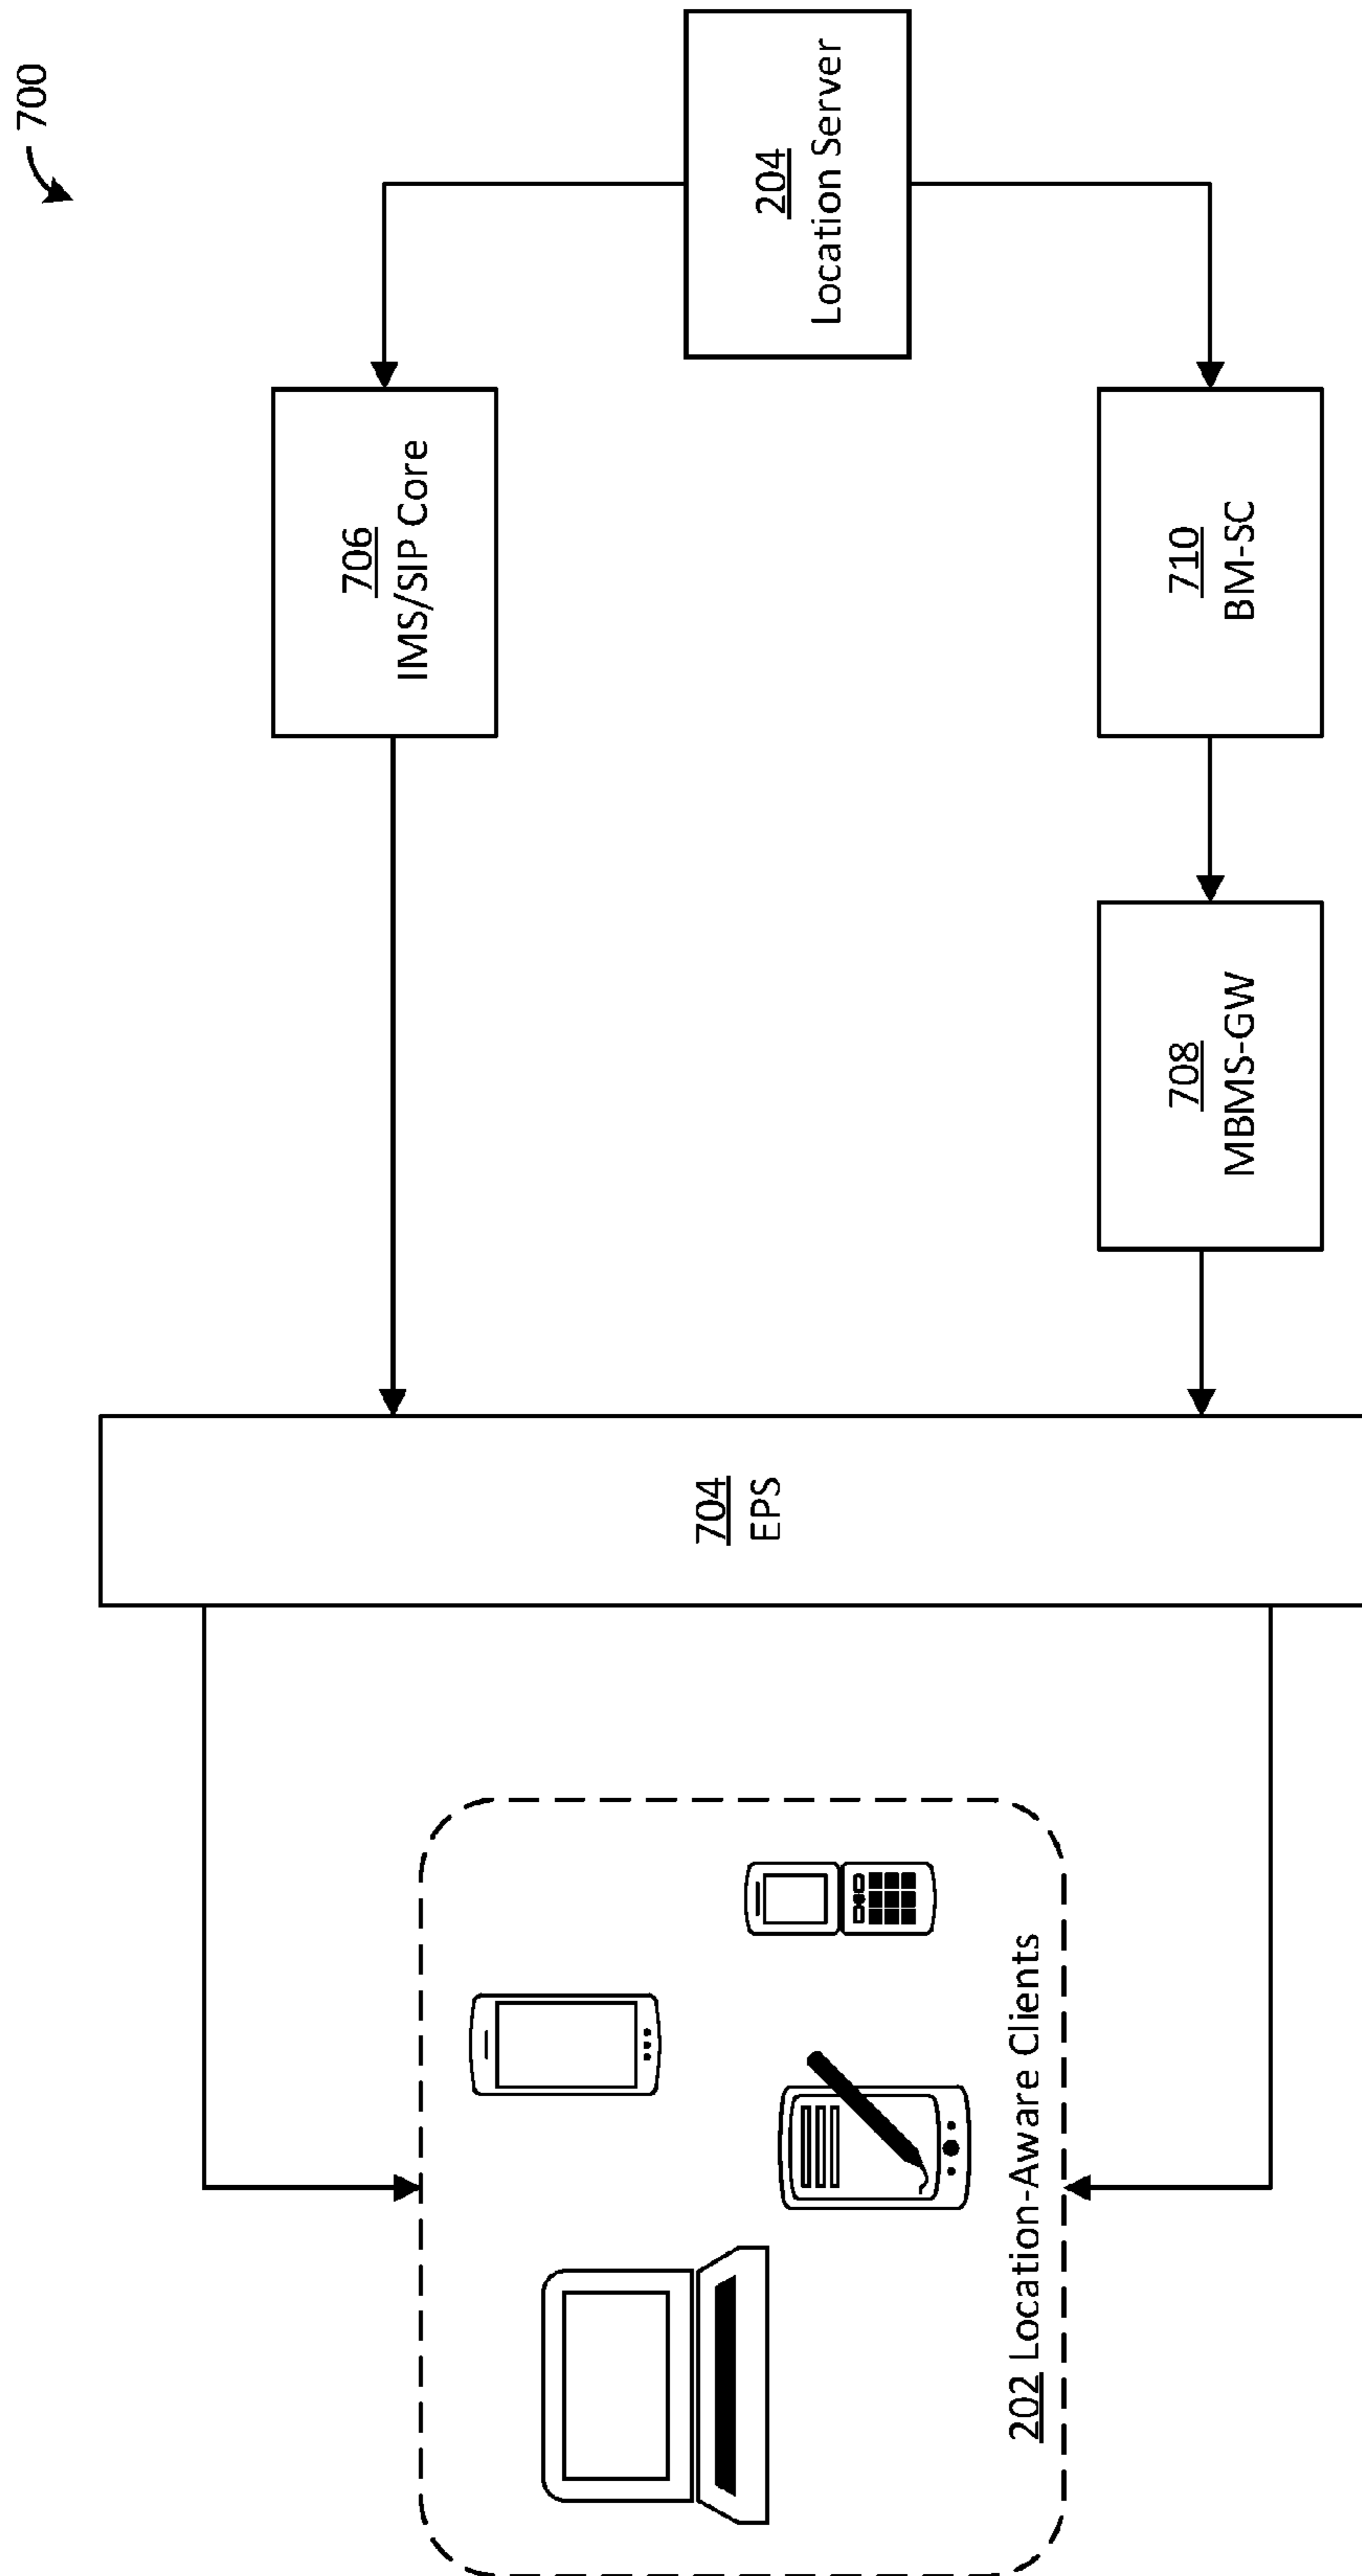 700
202 Location-Aware Clients
704
EPS
706
IMS/SIP Core
708
MBMS-GW
710
BM-SC
204
Location Server